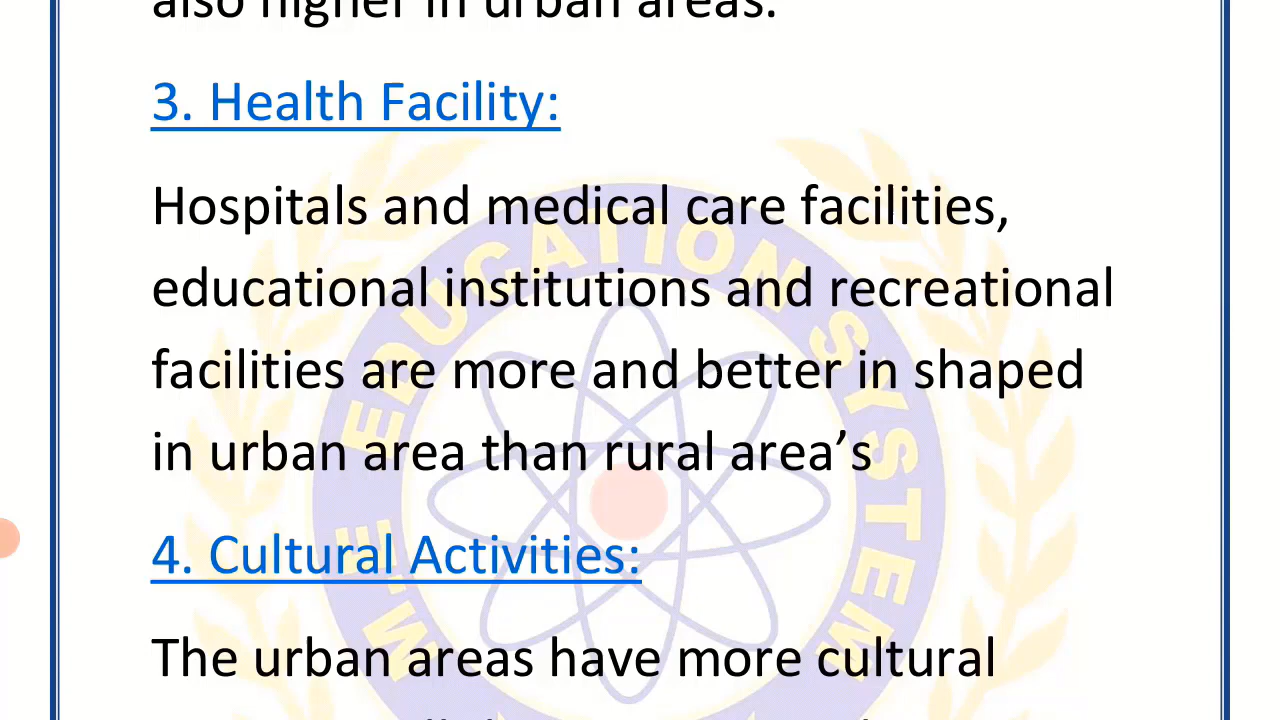 also higher in urban areas.
3. Health Facility:
Hospitals and medical care facilities,
educational institutions and recreational
facilities are more and better in shaped
in urban area than rural area’s
4. Cultural Activities:
The urban areas have more cultural
M.E EDUCATION SYSTEM